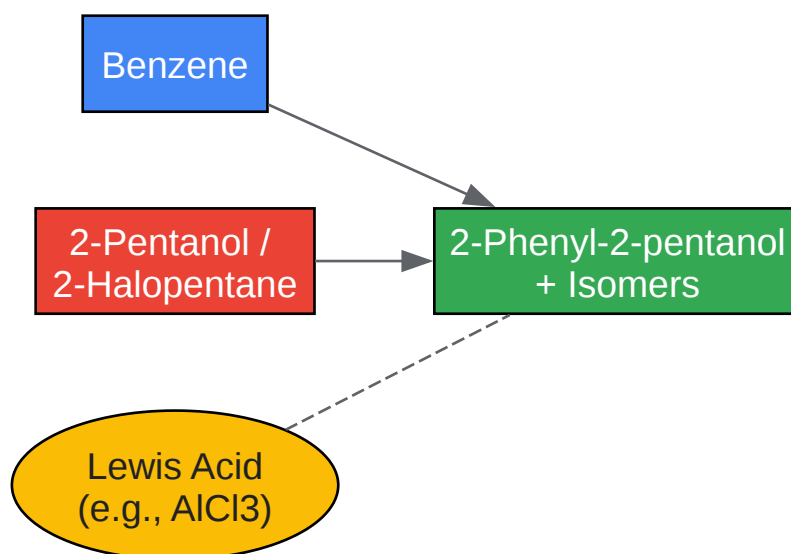 Benzene
2-Pentanol /
2-Halopentane
2-Phenyl-2-pentanol
+ Isomers
Lewis Acid
(e.g., AlCl3)